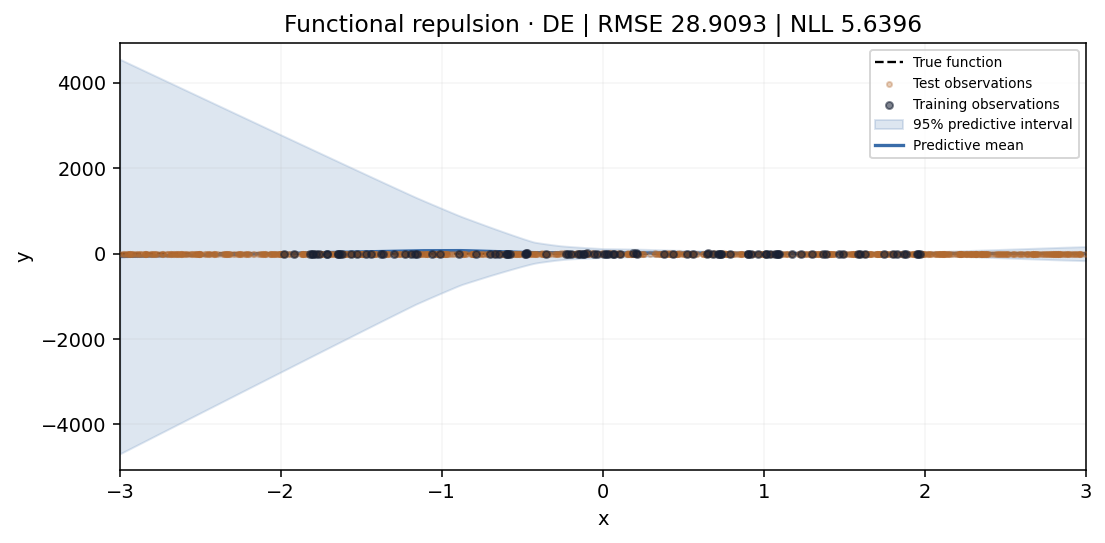 Functional repulsion · DE | RMSE 28.9093 | NLL 5.6396
True function
Test observations
Training observations
95% predictive interval
Predictive mean
4000
2000
0
−2000
−4000
y
−3
−2
−1
0
1
2
3
x